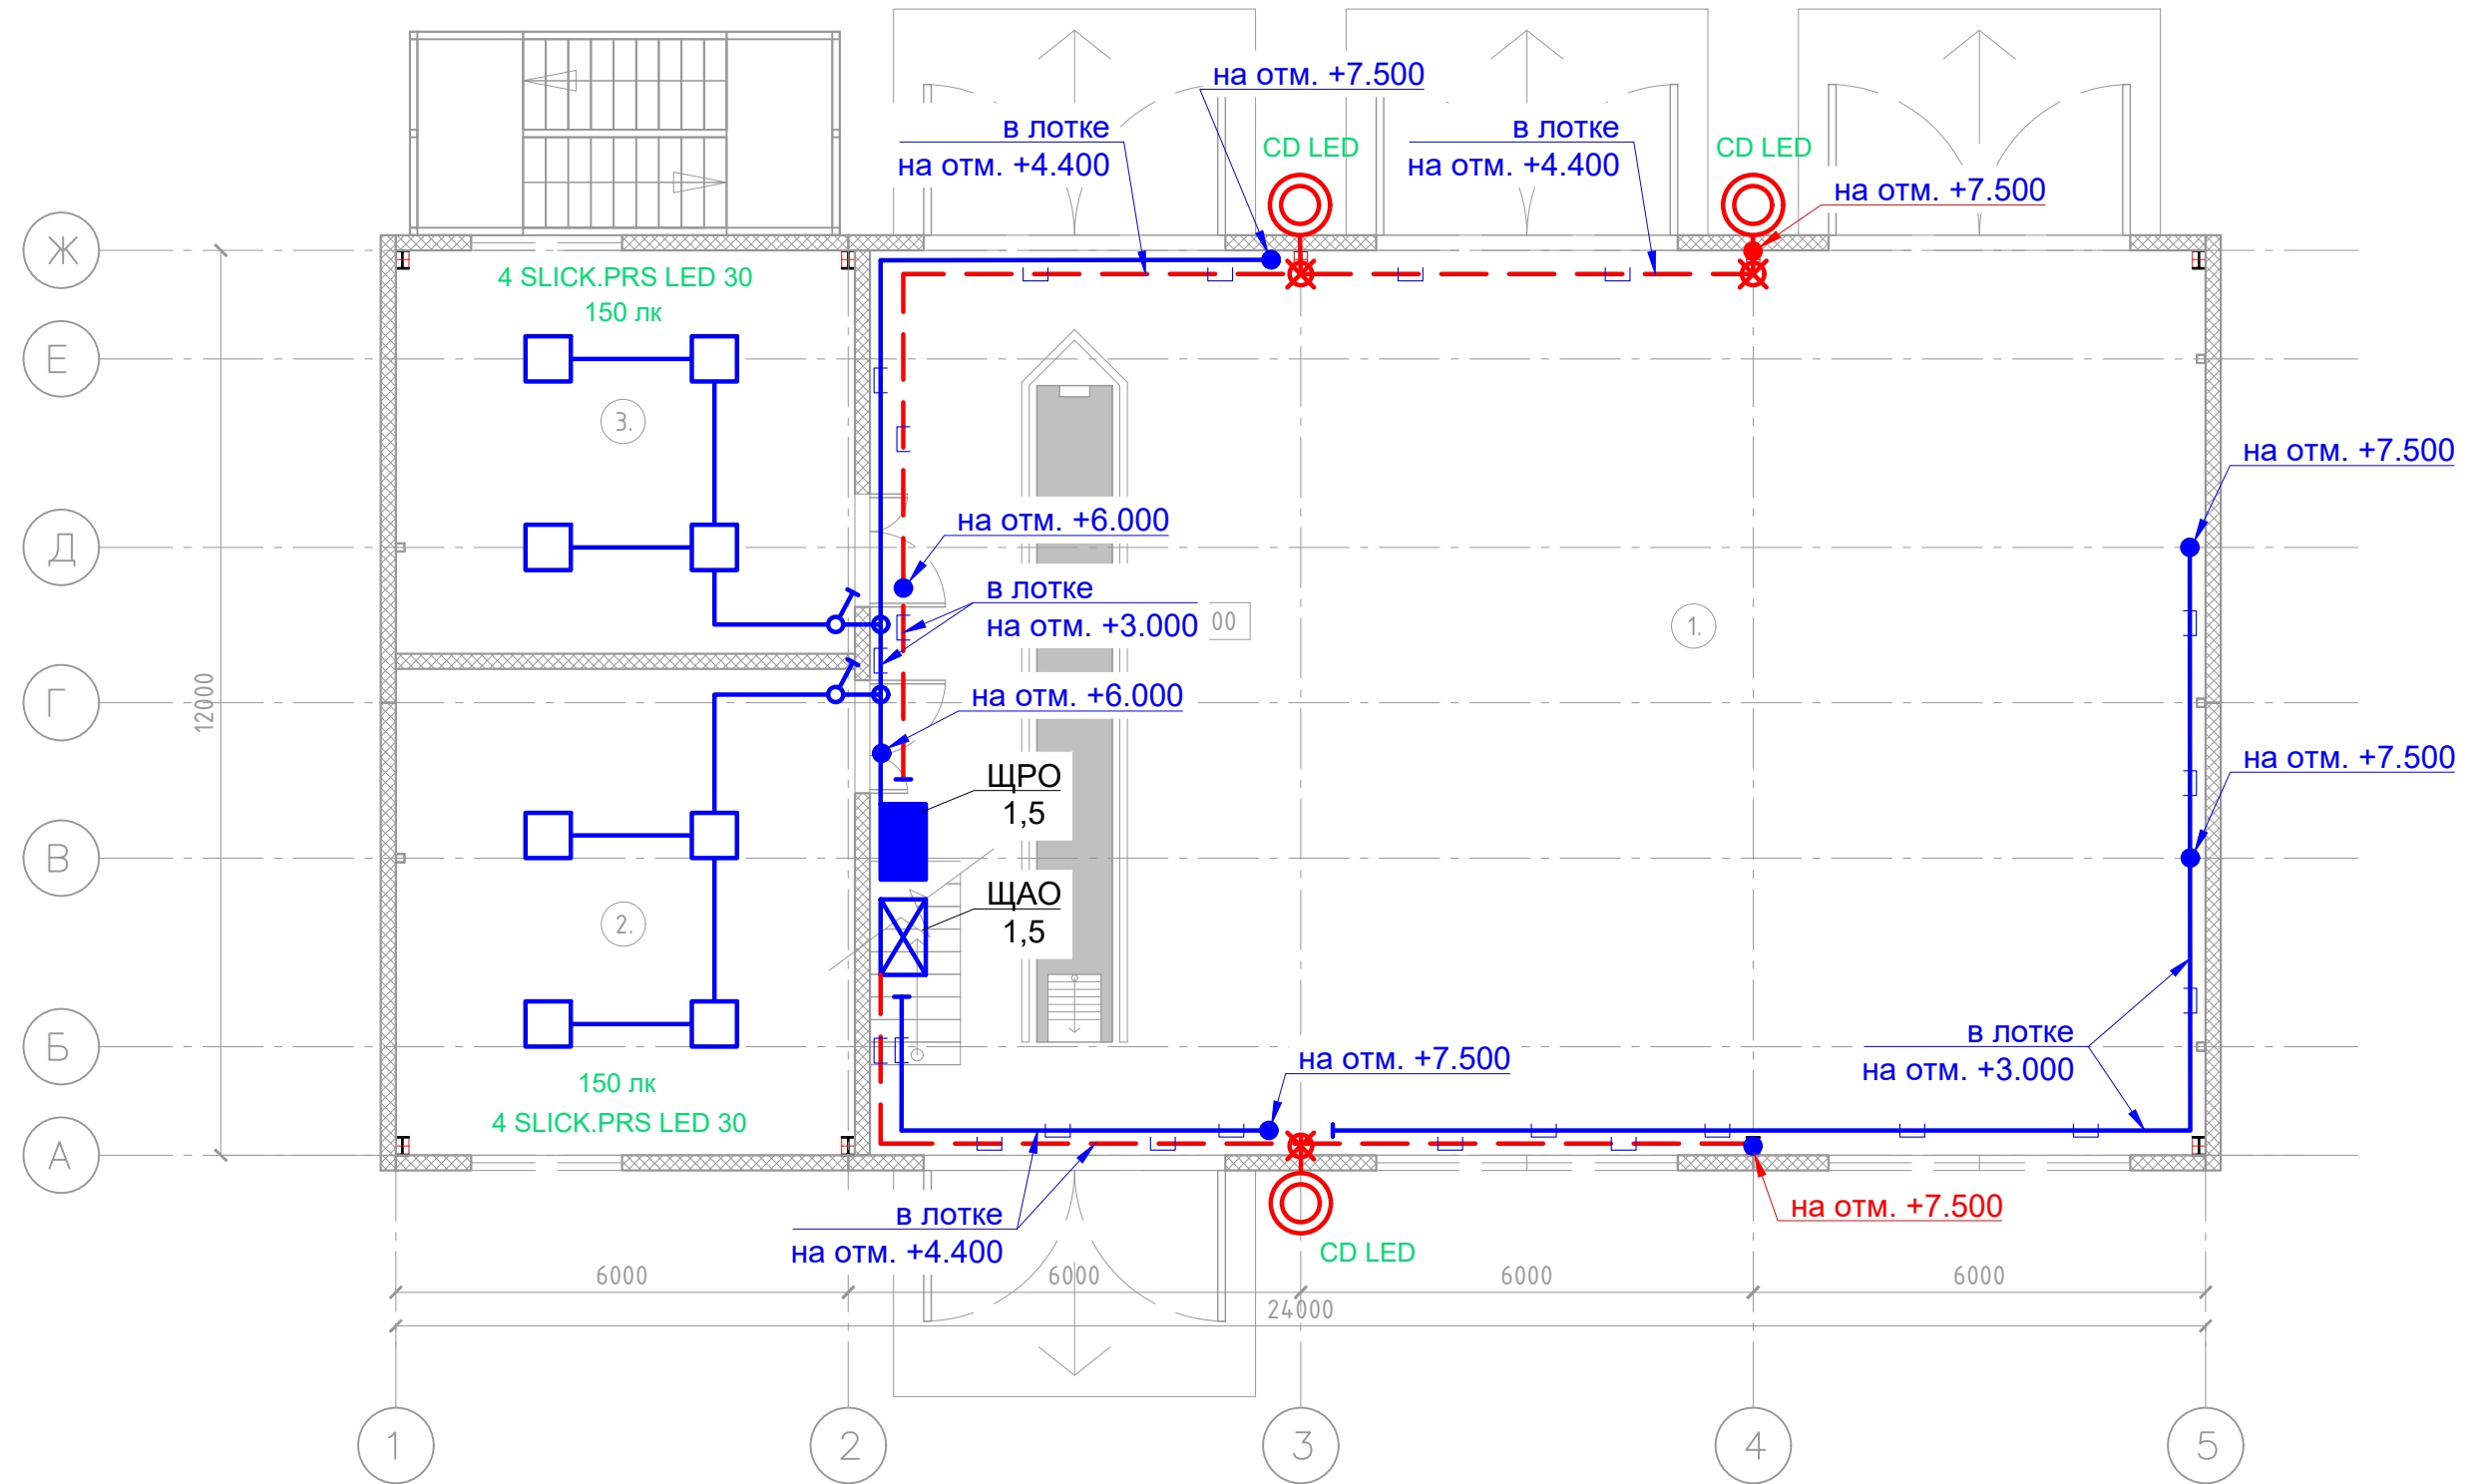 на отм. +7.500
в лотке
на отм. +4.400
CD LED
в лотке
на отм. +4.400
CD LED
на отм. +7.500
Ж
4 SLICK.PRS LED 30
150 лк
Е
3.
на отм. +7.500
на отм. +6.000
Д
в лотке
на отм. +3.000
00
1.
12000
Г
на отм. +6.000
на отм. +7.500
ЩРО
1,5
В
ЩАО
1,5
2.
Б
в лотке
на отм. +3.000
на отм. +7.500
150 лк
4 SLICK.PRS LED 30
А
на отм. +7.500
в лотке
на отм. +4.400
CD LED
6000
6000
6000
6000
24000
1
2
3
4
5